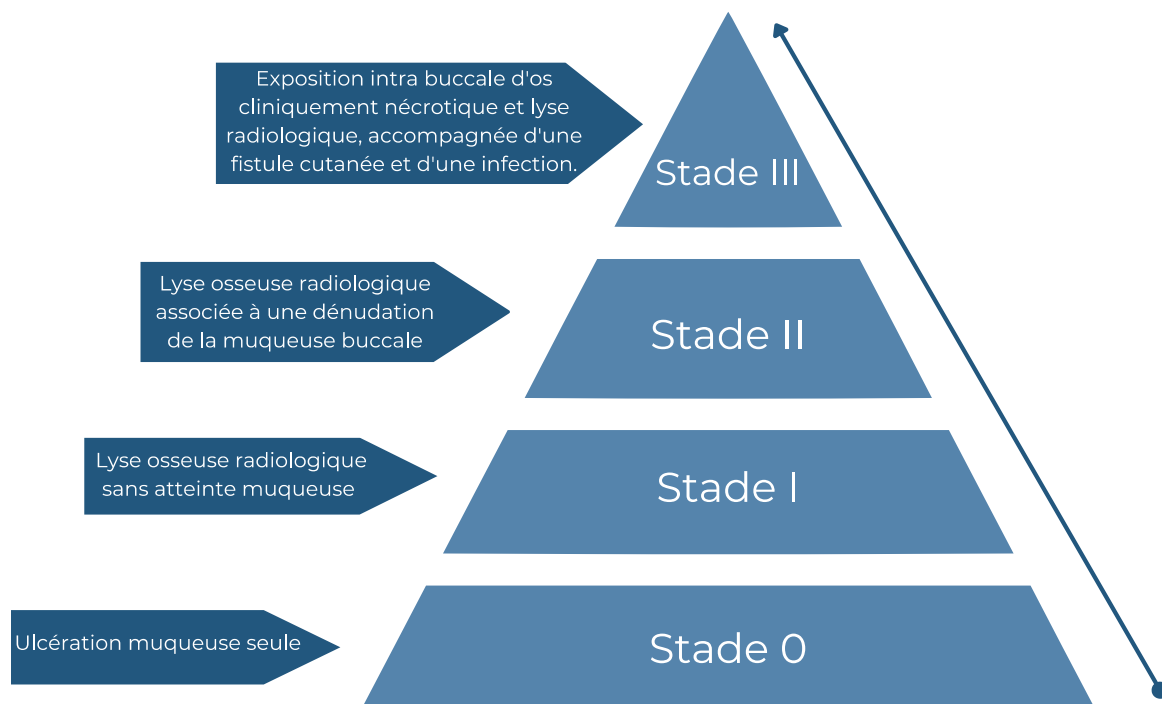 Exposition intra buccale d'os
cliniquement nécrotique et lyse
radiologique, accompagnée d'une
fistule cutanée et d'une infection.
Stade III
Lyse osseuse radiologique
associée à une dénudation
de la muqueuse buccale
Stade II
Lyse osseuse radiologique
sans atteinte muqueuse
Stade I
Ulcération muqueuse seule
Stade 0